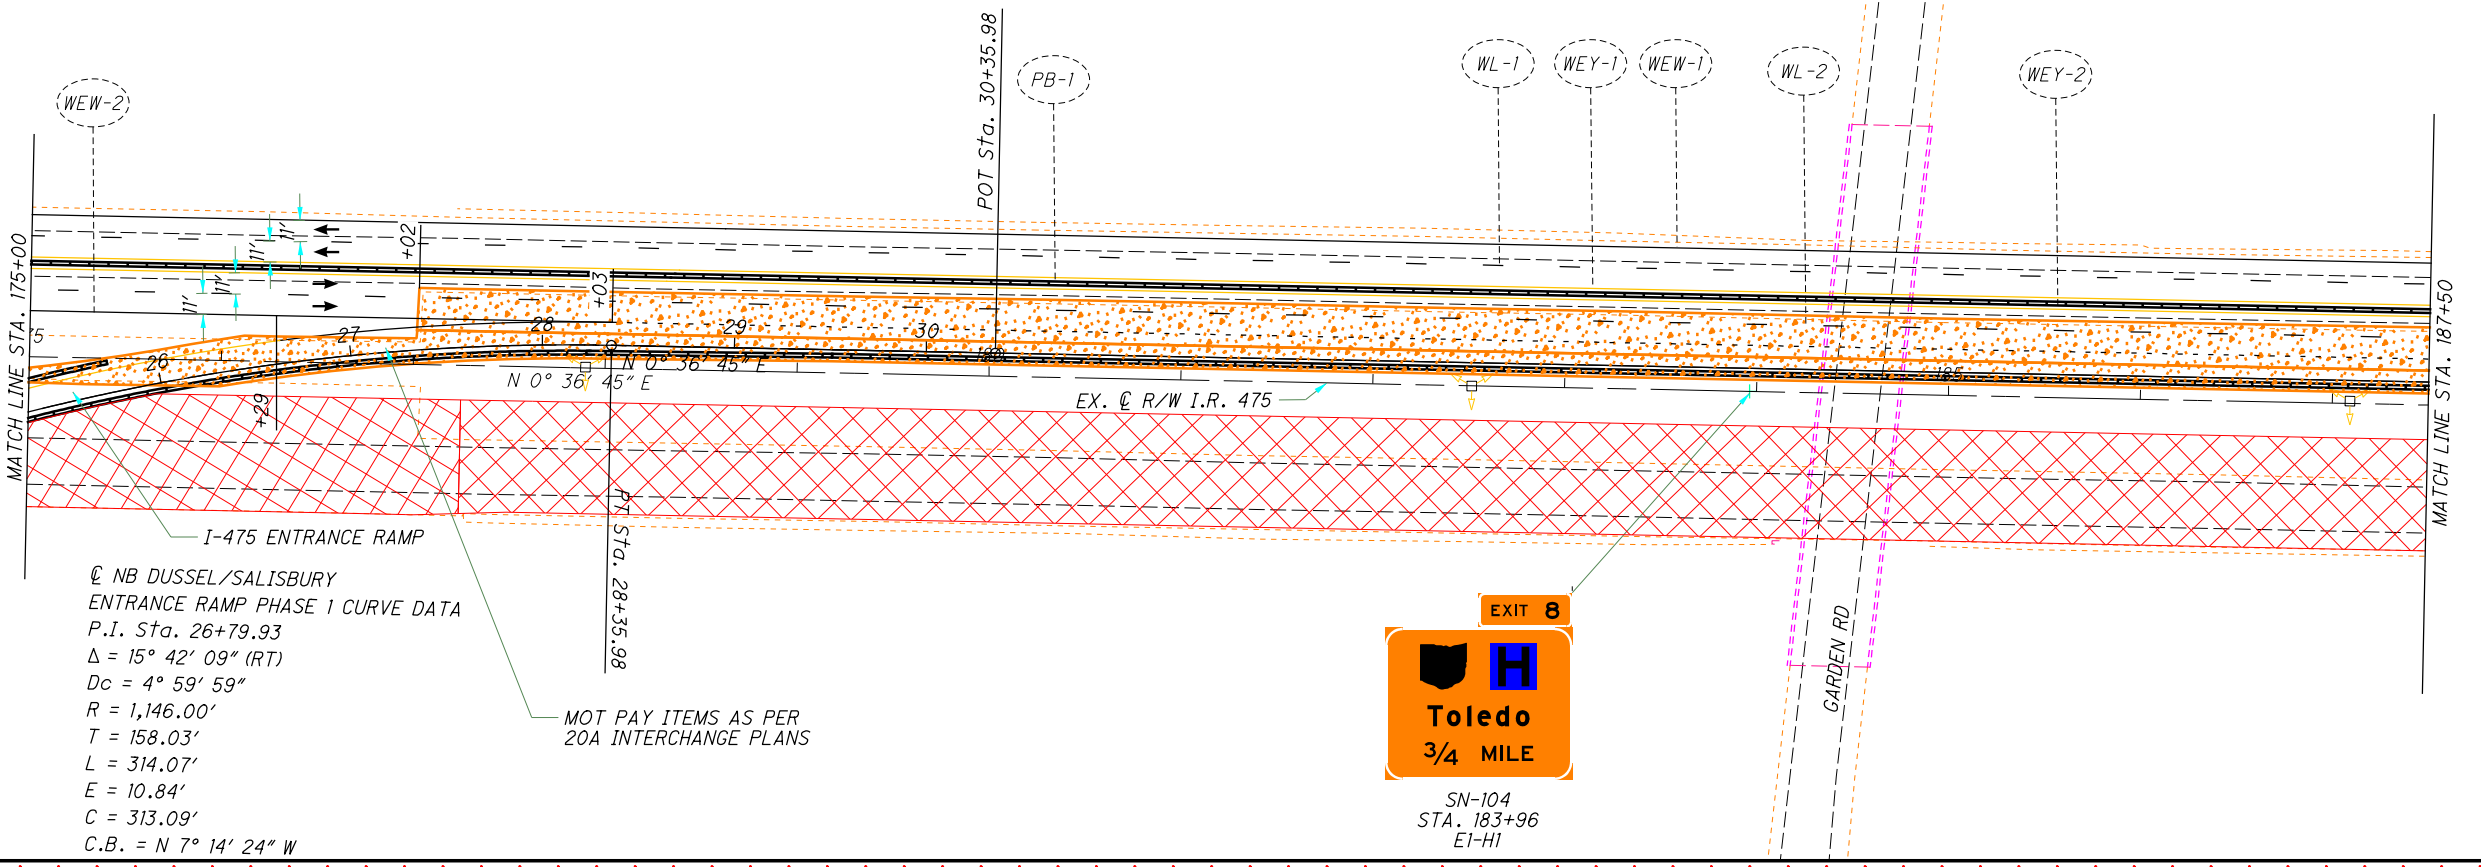 WEW-2
PB-1
WL-1
WEY-1
WEW-1
WL-2
WEY-2
POT Sta. 30+35.98
MATCH LINE STA. 175+00
11'
11'
11'
11'
+02
+03
+29
26
27
28
29
30
180
185
N 0° 36' 45" E
N 0° 36' 45" E
EX. ℄ R/W I.R. 475
MATCH LINE STA. 187+50
PT Sta. 28+35.98
GARDEN RD
I-475 ENTRANCE RAMP
℄ NB DUSSEL/SALISBURY
ENTRANCE RAMP PHASE 1 CURVE DATA
P.I. Sta. 26+79.93
Δ = 15° 42' 09" (RT)
Dc = 4° 59' 59"
R = 1,146.00'
T = 158.03'
L = 314.07'
E = 10.84'
C = 313.09'
C.B. = N 7° 14' 24" W
MOT PAY ITEMS AS PER
20A INTERCHANGE PLANS
EXIT 8
H
Toledo
3/4 MILE
SN-104
STA. 183+96
E1-H1